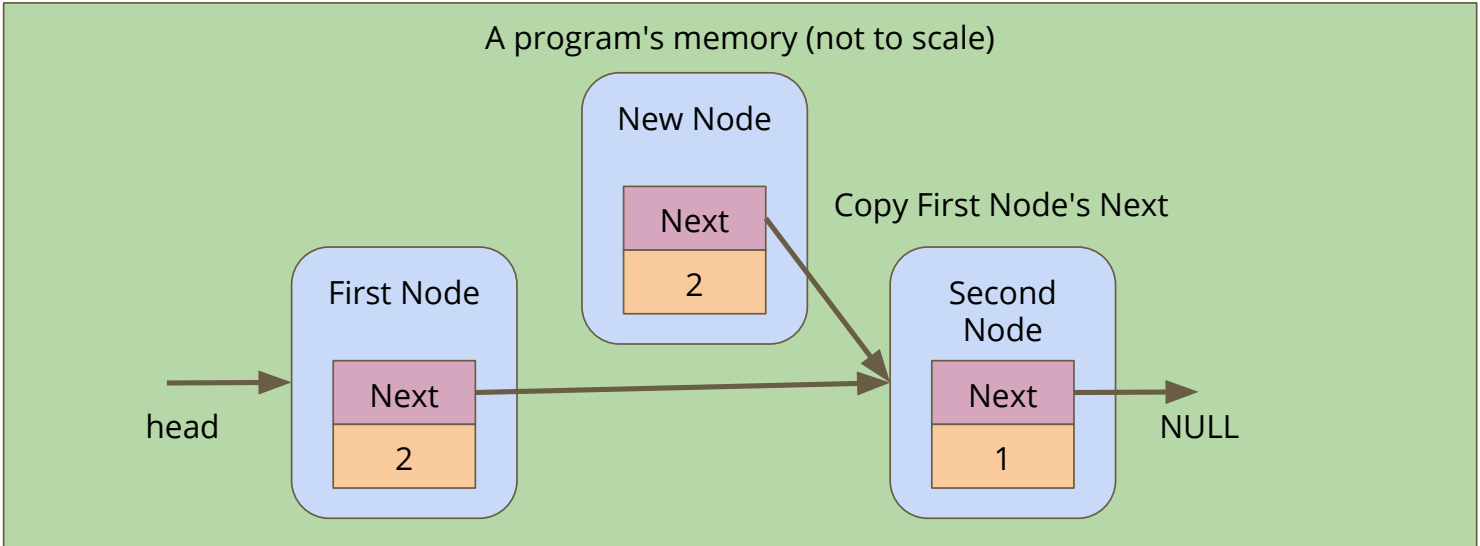 A program's memory (not to scale)
New Node
Next
2
Copy First Node's Next
First Node
Next
2
Second
Node
Next
1
head
NULL